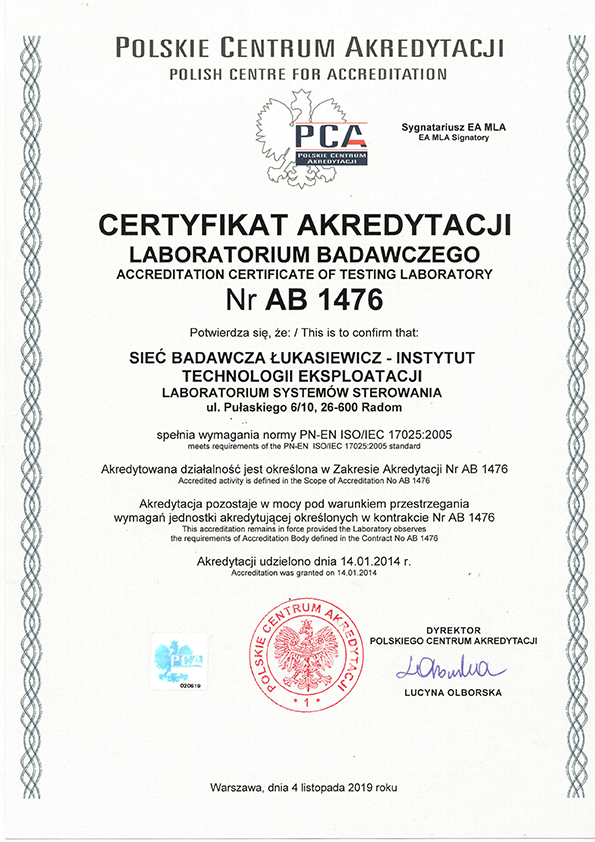 POLSKIE CENTRUM AKREDYTACJI
POLISH CENTRE FOR ACCREDITATION
PCA
POLSKIE CENTRUM
AKREDYTACJI
Sygnatariusz EA MLA
EA MLA Signatory
CERTYFIKAT AKREDYTACJI
LABORATORIUM BADAWCZEGO
ACCREDITATION CERTIFICATE OF TESTING LABORATORY
Nr AB 1476
Potwierdza się, że: / This is to confirm that:
SIEĆ BADAWCZA ŁUKASIEWICZ - INSTYTUT
TECHNOLOGII EKSPLOATACJI
LABORATORIUM SYSTEMÓW STEROWANIA
ul. Pułaskiego 6/10, 26-600 Radom
spełnia wymagania normy PN-EN ISO/IEC 17025:2005
meets requirements of the PN-EN ISO/IEC 17025:2005 standard
Akredytowana działalność jest określona w Zakresie Akredytacji Nr AB 1476
Accredited activity is defined in the Scope of Accreditation No AB 1476
Akredytacja pozostaje w mocy pod warunkiem przestrzegania
wymagań jednostki akredytującej określonych w kontrakcie Nr AB 1476
This accreditation remains in force provided the Laboratory observes
the requirements of Accreditation Body defined in the Contract No AB 1476
Akredytacji udzielono dnia 14.01.2014 r.
Accreditation was granted on 14.01.2014
PCA
020619
POLSKIE CENTRUM AKREDYTACJI
* 1 *
DYREKTOR
POLSKIEGO CENTRUM AKREDYTACJI
LOlborska
LUCYNA OLBORSKA
Warszawa, dnia 4 listopada 2019 roku